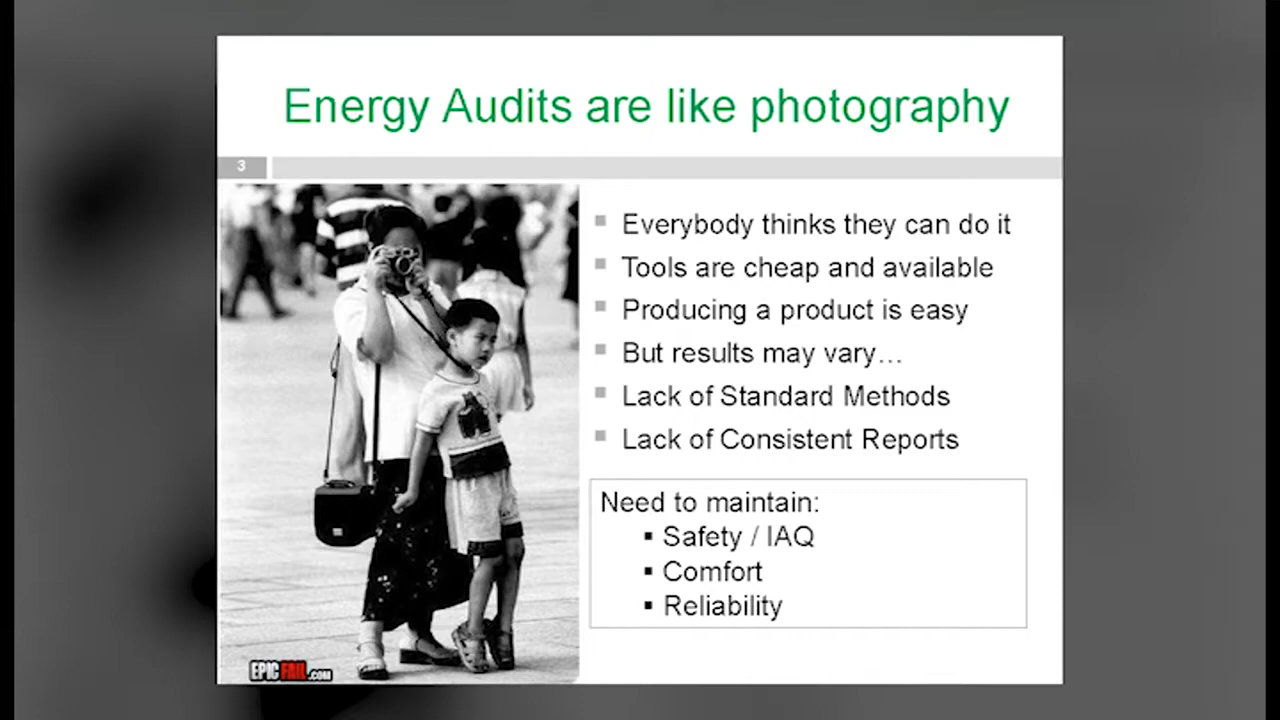 Energy Audits are like photography
3
Everybody thinks they can do it
Tools are cheap and available
Producing a product is easy
But results may vary…
Lack of Standard Methods
Lack of Consistent Reports
Need to maintain:
Safety / IAQ
Comfort
Reliability
EPIC FAIL.COM